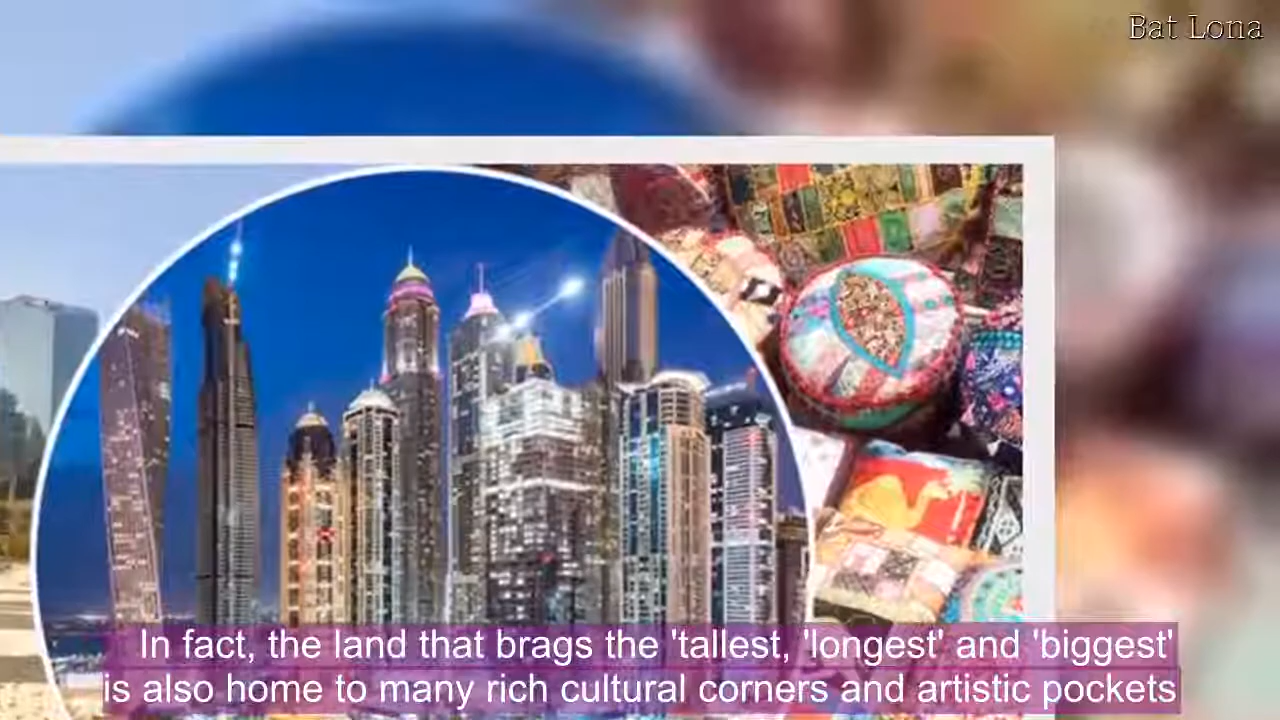 Bat Lona
In fact, the land that brags the 'tallest, 'longest' and 'biggest'
is also home to many rich cultural corners and artistic pockets